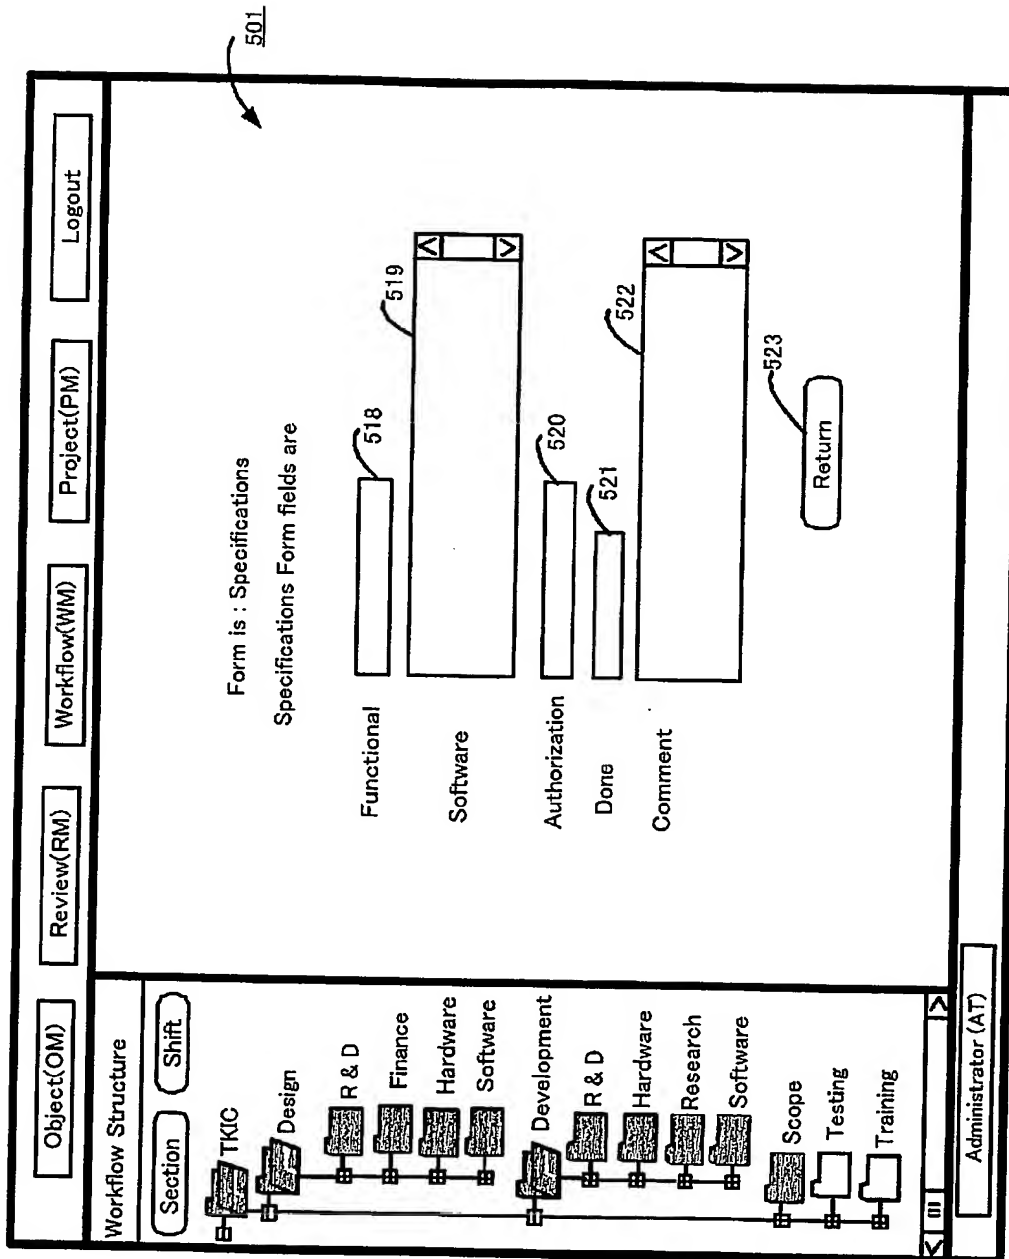 501
Object(OM) Review(RM) Workflow(WM) Project(PM) Logout
Workflow Structure
Section Shift
TKIC
Design
R & D
Finance
Hardware
Software
Development
R & D
Hardware
Research
Software
Scope
Testing
Training
Form is : Specifications
Specifications Form fields are
Functional 518
Software 519
Authorization 520
Done 521
Comment 522
Return 523
Administrator (AT)